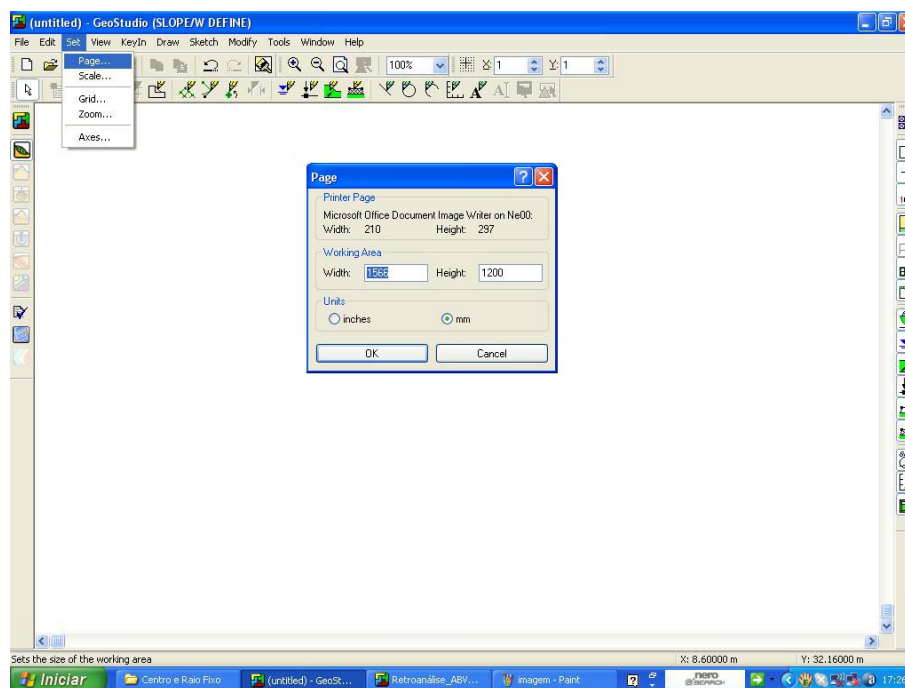 (untitled) - GeoStudio (SLOPE/W DEFINE)
File Edit Set View KeyIn Draw Sketch Modify Tools Window Help
100% 1 Y: 1
Page...
Scale...
Grid...
Zoom...
Axes...
Page
Printer Page
Microsoft Office Document Image Writer on Ne00:
Width: 210 Height: 297
Working Area
Width: 1566 Height: 1200
Units
inches mm
OK Cancel
Sets the size of the working area X: 8.60000 m Y: 32.16000 m
Iniciar Centro e Raio Fixo (untitled) - GeoSt... Retroanálise_ABV... imagem - Paint nero SEARCH 17:26